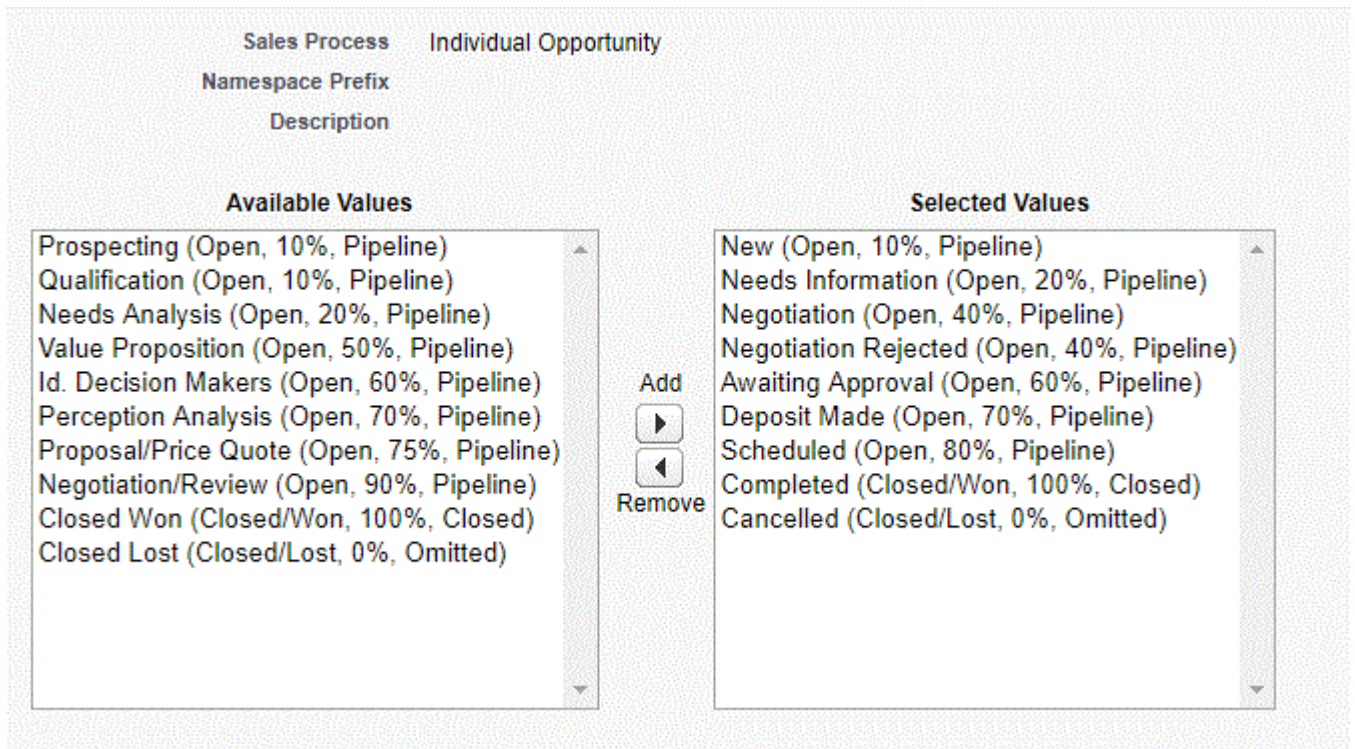 Sales Process Individual Opportunity
Namespace Prefix
Description
Available Values
Prospecting (Open, 10%, Pipeline)
Qualification (Open, 10%, Pipeline)
Needs Analysis (Open, 20%, Pipeline)
Value Proposition (Open, 50%, Pipeline)
Id. Decision Makers (Open, 60%, Pipeline)
Perception Analysis (Open, 70%, Pipeline)
Proposal/Price Quote (Open, 75%, Pipeline)
Negotiation/Review (Open, 90%, Pipeline)
Closed Won (Closed/Won, 100%, Closed)
Closed Lost (Closed/Lost, 0%, Omitted)
Add
Remove
Selected Values
New (Open, 10%, Pipeline)
Needs Information (Open, 20%, Pipeline)
Negotiation (Open, 40%, Pipeline)
Negotiation Rejected (Open, 40%, Pipeline)
Awaiting Approval (Open, 60%, Pipeline)
Deposit Made (Open, 70%, Pipeline)
Scheduled (Open, 80%, Pipeline)
Completed (Closed/Won, 100%, Closed)
Cancelled (Closed/Lost, 0%, Omitted)